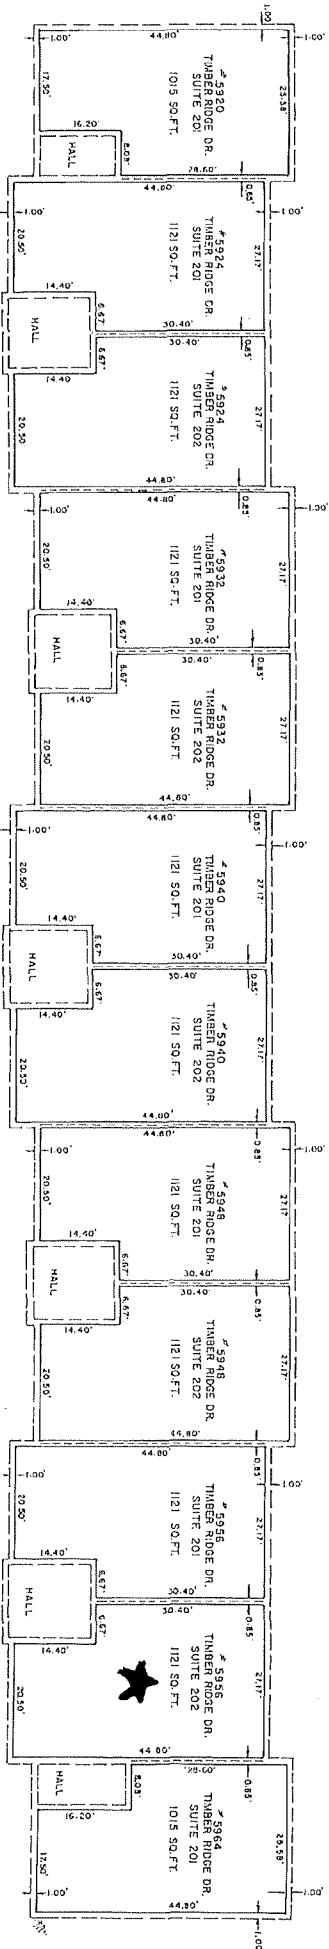 1.00'
1.00'
44.80'
25.58'
# 5920
TIMBER RIDGE DR.
SUITE 201
1015 SQ.FT.
17.50'
1.00'
16.20'
8.08'
HALL
28.60'
44.80'
0.85'
1.00'
27.17'
# 5924
TIMBER RIDGE DR.
SUITE 201
1121 SQ.FT.
1.00'
20.50'
14.40'
6.67'
HALL
6.67'
14.40
30.40'
30.40'
0.85'
27.17'
# 5924
TIMBER RIDGE DR.
SUITE 202
1121 SQ.FT.
20.50'
44.80'
44.80'
0.85'
1.00'
27.17'
# 5932
TIMBER RIDGE DR.
SUITE 201
1121 SQ.FT.
1.00'
20.50'
14.40'
6.67'
HALL
6.67'
14.40'
30.40'
30.40'
0.85'
27.17'
# 5932
TIMBER RIDGE DR.
SUITE 202
1121 SQ.FT.
20.50'
44.80'
44.80'
0.85'
1.00'
27.17'
# 5940
TIMBER RIDGE DR.
SUITE 201
1121 SQ.FT.
1.00'
20.50'
14.40'
6.67'
HALL
6.67'
14.40'
30.40'
30.40'
0.85'
27.17'
# 5940
TIMBER RIDGE DR.
SUITE 202
1121 SQ.FT.
20.50'
44.80'
44.80'
0.85'
1.00'
27.17'
# 5948
TIMBER RIDGE DR.
SUITE 201
1121 SQ.FT.
1.00'
20.50'
14.40'
6.67'
HALL
6.67'
14.40'
30.40'
30.40'
0.85'
27.17'
# 5948
TIMBER RIDGE DR.
SUITE 202
1121 SQ.FT.
20.50'
44.80'
44.80'
0.85'
1.00'
27.17'
# 5956
TIMBER RIDGE DR.
SUITE 201
1121 SQ.FT.
1.00'
20.50'
14.40'
6.67'
HALL
6.67'
14.40'
30.40'
30.40'
0.85'
27.17'
# 5956
TIMBER RIDGE DR.
SUITE 202
1121 SQ.FT.
20.50'
44.80'
28.60'
0.85'
25.58'
# 5964
TIMBER RIDGE DR.
SUITE 201
1015 SQ.FT.
HALL
8.08'
16.20'
17.50'
1.00'
44.80'
1.00'
1.00'